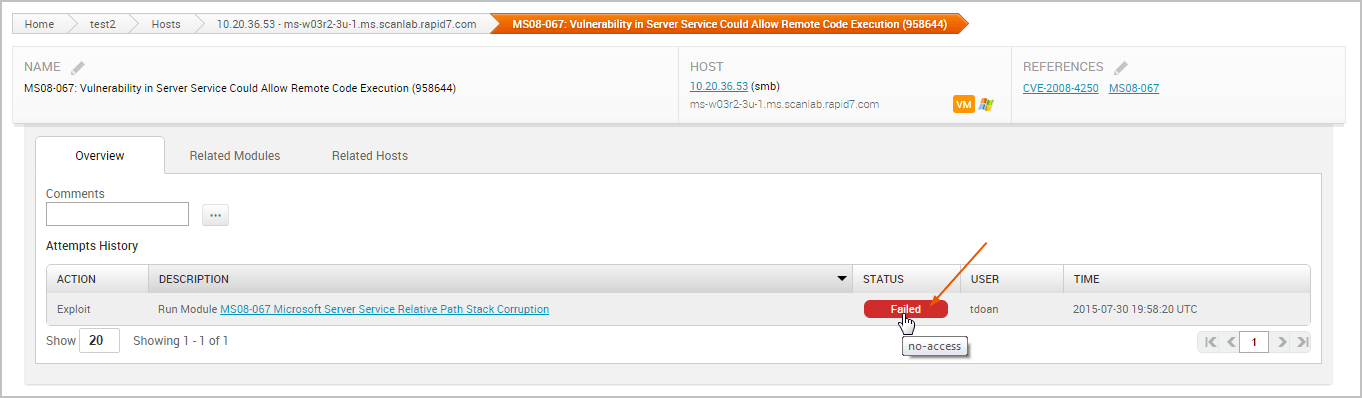 Home test2 Hosts 10.20.36.53 - ms-w03r2-3u-1.ms.scanlab.rapid7.com MS08-067: Vulnerability in Server Service Could Allow Remote Code Execution (958644)
NAME HOST REFERENCES
MS08-067: Vulnerability in Server Service Could Allow Remote Code Execution (958644) 10.20.36.53 (smb) CVE-2008-4250 MS08-067
ms-w03r2-3u-1.ms.scanlab.rapid7.com VM
Overview Related Modules Related Hosts
Comments
...
Attempts History
ACTION DESCRIPTION STATUS USER TIME
Exploit Run Module MS08-067 Microsoft Server Service Relative Path Stack Corruption Failed tdoan 2015-07-30 19:58:20 UTC
Show 20 Showing 1 - 1 of 1 1
no-access